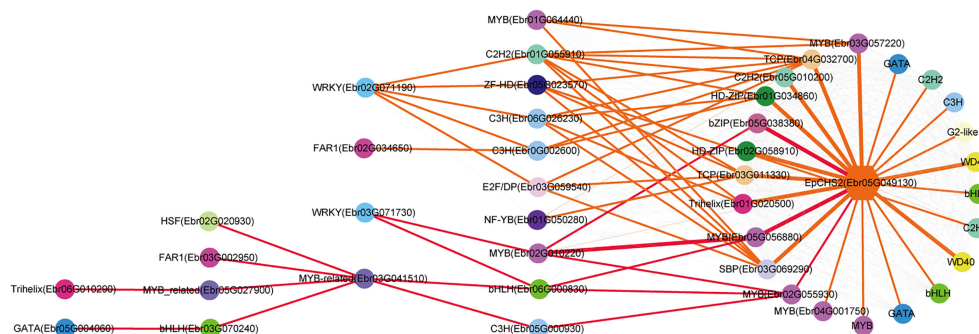 MYB(Ebr01G064440)
C2H2(Ebr01G055910)
MYB(Ebr03G057220)
TCP(Ebr04G032700)
GATA
C2H2(Ebr05G010200)
C2H2
WRKY(Ebr02G071190)
ZF-HD(Ebr05G023570)
HD-ZIP(Ebr01G034860)
C3H
C3H(Ebr06G026230)
bZIP(Ebr05G038380)
G2-like
FAR1(Ebr02G034650)
C3H(Ebr0G002600)
HD-ZIP(Ebr02G058910)
WD4
TCP(Ebr03G011330)
E2F/DP(Ebr03G059540)
EpCHS2(Ebr05G049130)
bHL
Trihelix(Ebr01G020500)
WRKY(Ebr03G071730)
NF-YB(Ebr01G050280)
HSF(Ebr02G020930)
C2H
MYB(Ebr05G056880)
MYB(Ebr02G010220)
FAR1(Ebr03G002950)
WD40
SBP(Ebr03G069290)
MYB-related(Ebr03G041510)
Trihelix(Ebr06G010290)
MYB_related(Ebr05G027900)
bHLH(Ebr06G000830)
MYB(Ebr02G055930)
bHLH
MYB(Ebr04G001750)
GATA
GATA(Ebr05G004060)
bHLH(Ebr03G070240)
C3H(Ebr05G000930)
MYB